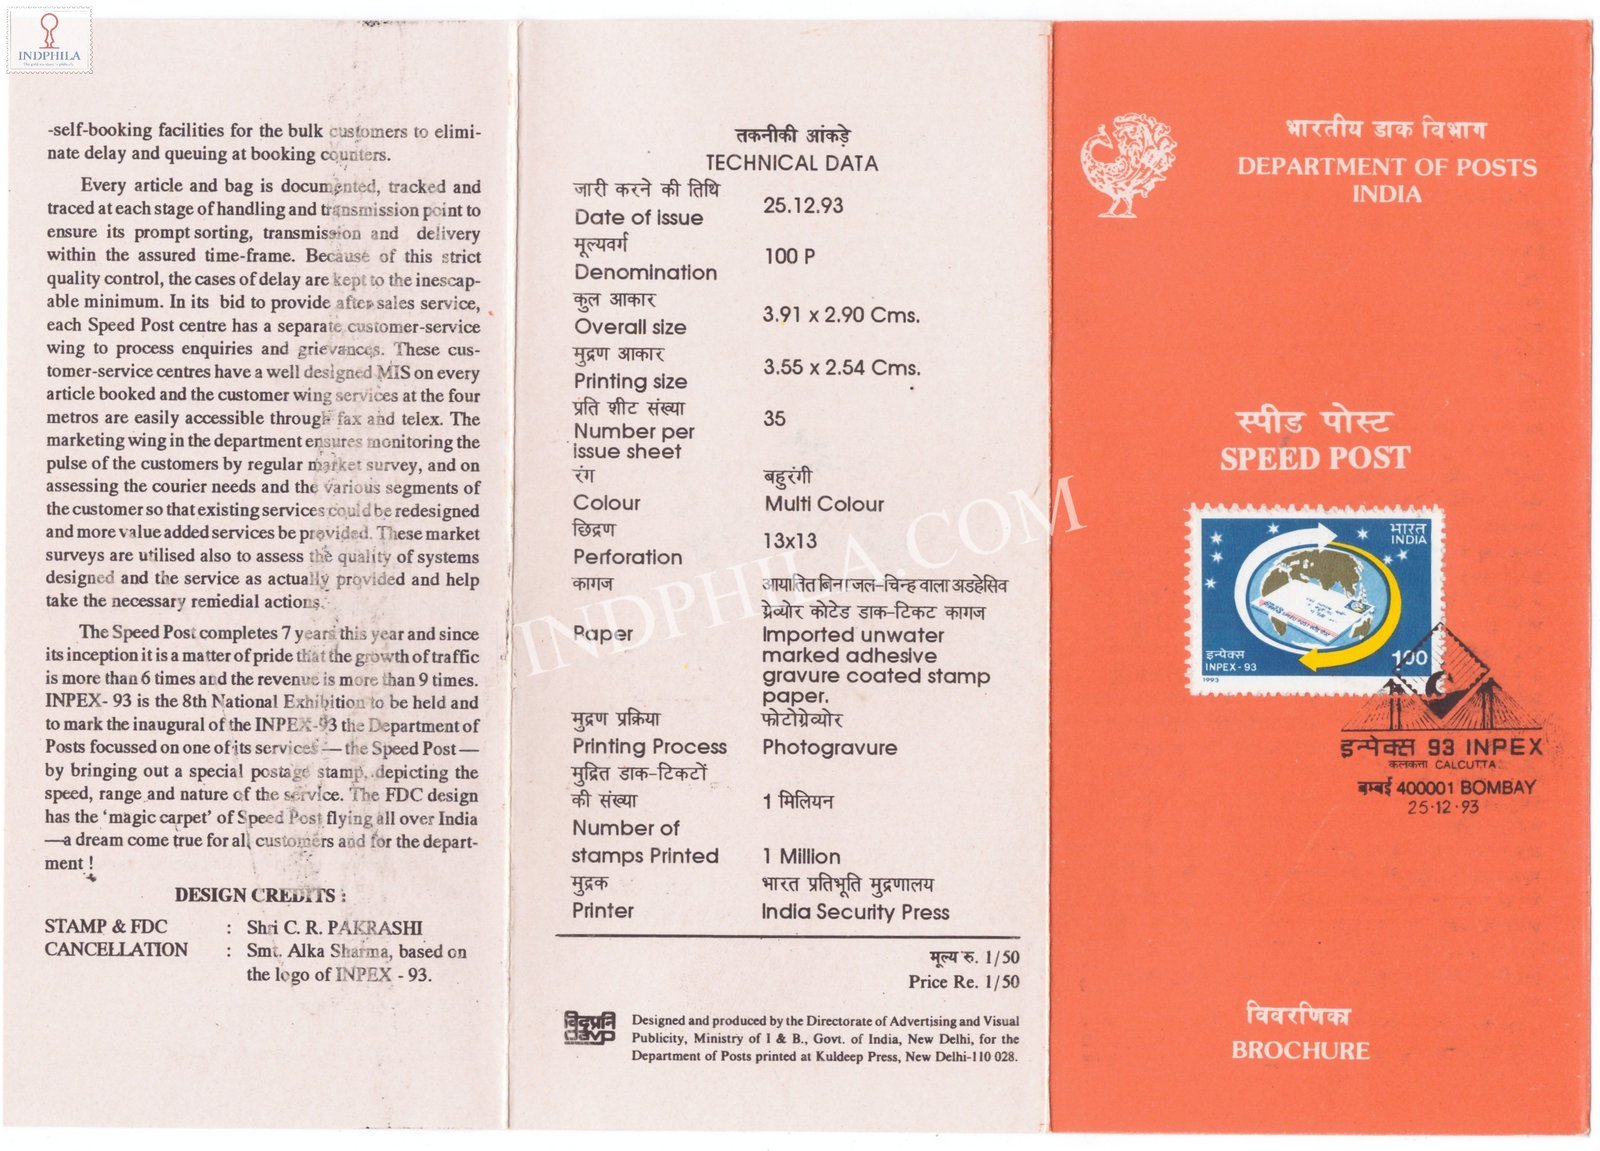 INDPHILA
-self-booking facilities for the bulk customers to elimi-
nate delay and queuing at booking counters.
Every article and bag is documented, tracked and
traced at each stage of handling and transmission point to
ensure its prompt sorting, transmission and delivery
within the assured time-frame. Because of this strict
quality control, the cases of delay are kept to the inescap-
able minimum. In its bid to provide after sales service,
each Speed Post centre has a separate customer-service
wing to process enquiries and grievances. These cus-
tomer-service centres have a well designed MIS on every
article booked and the customer wing services at the four
metros are easily accessible through fax and telex. The
marketing wing in the department ensures monitoring the
pulse of the customers by regular market survey, and on
assessing the courier needs and the various segments of
the customer so that existing services could be redesigned
and more value added services be provided. These market
surveys are utilised also to assess the quality of systems
designed and the service as actually provided and help
take the necessary remedial actions.
The Speed Post completes 7 years this year and since
its inception it is a matter of pride that the growth of traffic
is more than 6 times and the revenue is more than 9 times.
INPEX- 93 is the 8th National Exhibition to be held and
to mark the inaugural of the INPEX-93 the Department of
Posts focussed on one of its services — the Speed Post —
by bringing out a special postage stamp, depicting the
speed, range and nature of the service. The FDC design
has the ‘magic carpet’ of Speed Post flying all over India
—a dream come true for all customers and for the depart-
ment !
DESIGN CREDITS :
STAMP & FDC : Shri C. R. PAKRASHI
CANCELLATION : Smt. Alka Sharma, based on
the logo of INPEX - 93.
तकनीकी आंकड़े
TECHNICAL DATA
जारी करने की तिथि
Date of issue 25.12.93
मूल्यवर्ग
Denomination 100 P
कुल आकार
Overall size 3.91 x 2.90 Cms.
मुद्रण आकार
Printing size 3.55 x 2.54 Cms.
प्रति शीट संख्या
Number per 35
issue sheet
रंग बहुरंगी
Colour Multi Colour
छिद्रण
Perforation 13x13
कागज आयातित बिना जल-चिन्ह वाला अडहेसिव
ग्रेव्योर कोटेड डाक-टिकट कागज
Paper Imported unwater
marked adhesive
gravure coated stamp
paper.
मुद्रण प्रक्रिया फोटोग्रेव्योर
Printing Process Photogravure
मुद्रित डाक-टिकटों
की संख्या 1 मिलियन
Number of
stamps Printed 1 Million
मुद्रक भारत प्रतिभूति मुद्रणालय
Printer India Security Press
मूल्य रु. 1/50
Price Re. 1/50
विदृप्रनि
davp
Designed and produced by the Directorate of Advertising and Visual
Publicity, Ministry of I & B., Govt. of India, New Delhi, for the
Department of Posts printed at Kuldeep Press, New Delhi-110 028.
INDPHILA.COM
भारतीय डाक विभाग
DEPARTMENT OF POSTS
INDIA
स्पीड पोस्ट
SPEED POST
भारत
INDIA
इन्पेक्स
INPEX - 93
100
1993
इन्पेक्स 93 INPEX
कलकत्ता CALCUTTA
बम्बई 400001 BOMBAY
25.12.93
विवरणिका
BROCHURE